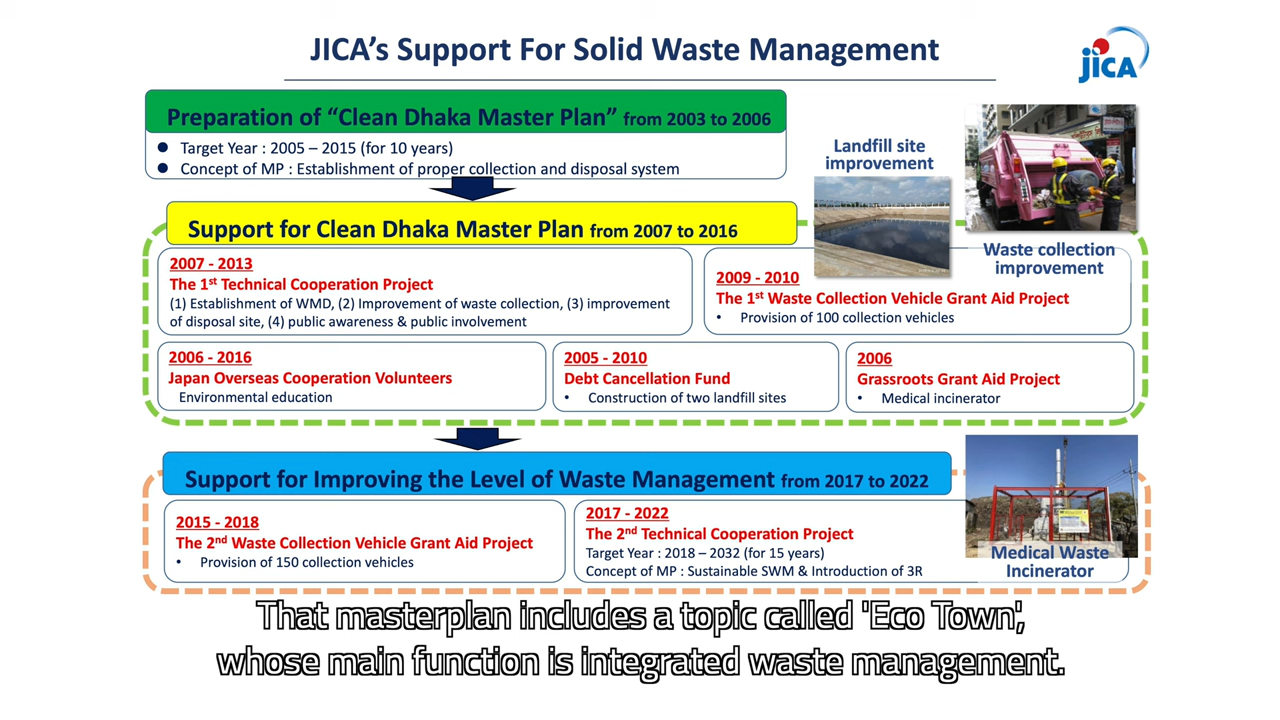 JICA's Support For Solid Waste Management
JICA
Preparation of “Clean Dhaka Master Plan” from 2003 to 2006
● Target Year : 2005 – 2015 (for 10 years)
● Concept of MP : Establishment of proper collection and disposal system
Landfill site
improvement
Waste collection
improvement
Support for Clean Dhaka Master Plan from 2007 to 2016
2007 - 2013
The 1st Technical Cooperation Project
(1) Establishment of WMD, (2) Improvement of waste collection, (3) improvement
of disposal site, (4) public awareness & public involvement
2009 - 2010
The 1st Waste Collection Vehicle Grant Aid Project
• Provision of 100 collection vehicles
2006 - 2016
Japan Overseas Cooperation Volunteers
Environmental education
2005 - 2010
Debt Cancellation Fund
• Construction of two landfill sites
2006
Grassroots Grant Aid Project
• Medical incinerator
Support for Improving the Level of Waste Management from 2017 to 2022
2015 - 2018
The 2nd Waste Collection Vehicle Grant Aid Project
• Provision of 150 collection vehicles
2017 - 2022
The 2nd Technical Cooperation Project
Target Year : 2018 – 2032 (for 15 years)
Concept of MP : Sustainable SWM & Introduction of 3R
Medical Waste
Incinerator
That masterplan includes a topic called 'Eco Town',
whose main function is integrated waste management.